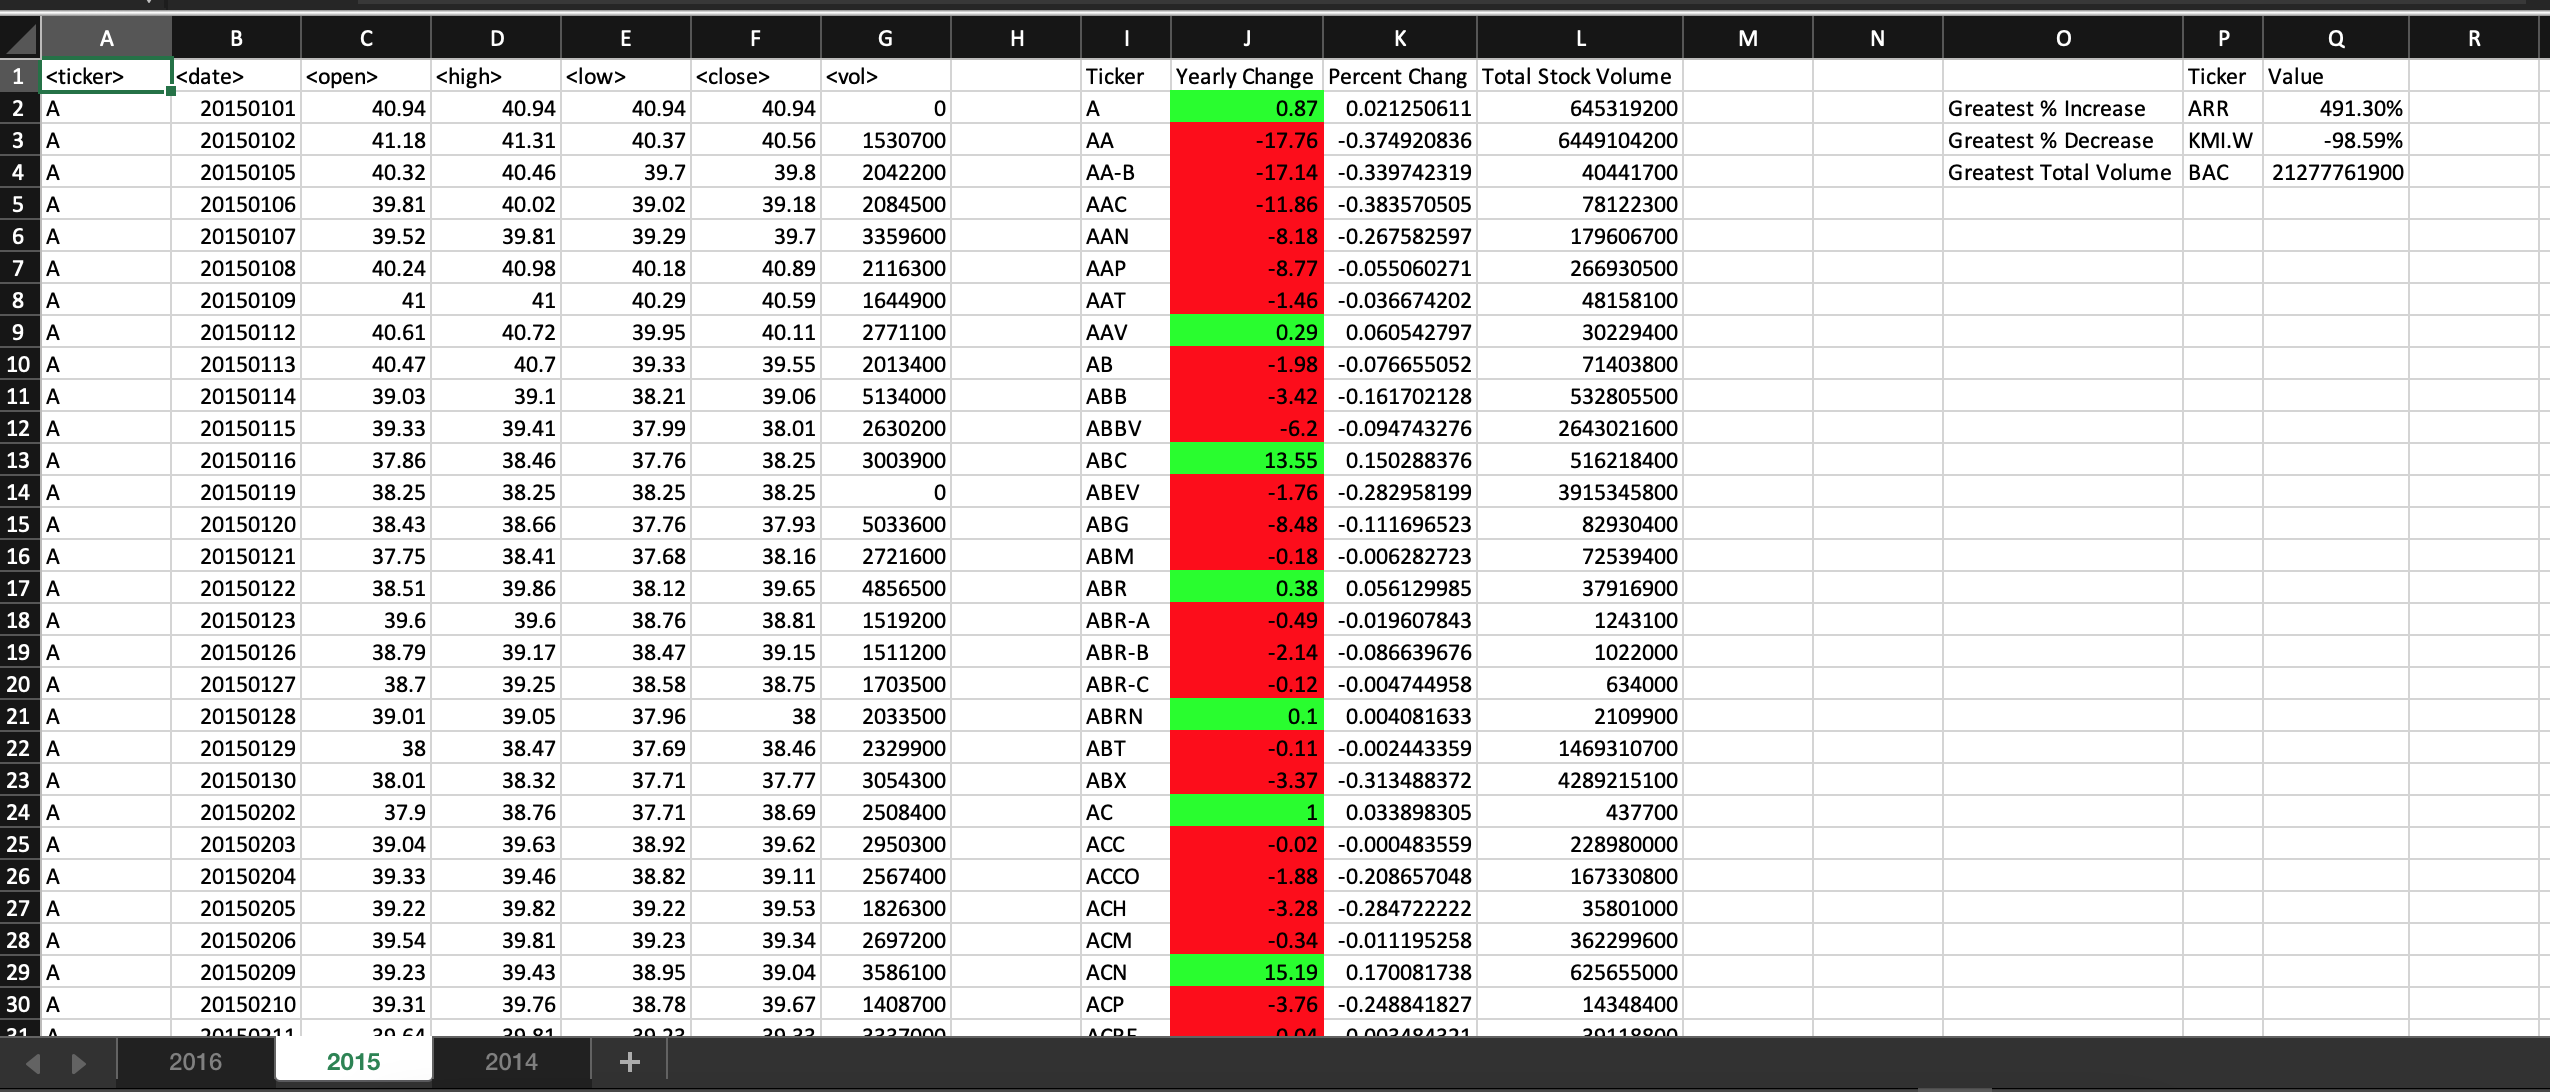 A B C D E F G H I J K L M N O P Q R
1 <ticker> <date> <open> <high> <low> <close> <vol> Ticker Yearly Change Percent Chang Total Stock Volume Ticker Value
2 A 20150101 40.94 40.94 40.94 40.94 0 A 0.87 0.021250611 645319200 Greatest % Increase ARR 491.30%
3 A 20150102 41.18 41.31 40.37 40.56 1530700 AA -17.76 -0.374920836 6449104200 Greatest % Decrease KMI.W -98.59%
4 A 20150105 40.32 40.46 39.7 39.8 2042200 AA-B -17.14 -0.339742319 40441700 Greatest Total Volume BAC 21277761900
5 A 20150106 39.81 40.02 39.02 39.18 2084500 AAC -11.86 -0.383570505 78122300
6 A 20150107 39.52 39.81 39.29 39.7 3359600 AAN -8.18 -0.267582597 179606700
7 A 20150108 40.24 40.98 40.18 40.89 2116300 AAP -8.77 -0.055060271 266930500
8 A 20150109 41 41 40.29 40.59 1644900 AAT -1.46 -0.036674202 48158100
9 A 20150112 40.61 40.72 39.95 40.11 2771100 AAV 0.29 0.060542797 30229400
10 A 20150113 40.47 40.7 39.33 39.55 2013400 AB -1.98 -0.076655052 71403800
11 A 20150114 39.03 39.1 38.21 39.06 5134000 ABB -3.42 -0.161702128 532805500
12 A 20150115 39.33 39.41 37.99 38.01 2630200 ABBV -6.2 -0.094743276 2643021600
13 A 20150116 37.86 38.46 37.76 38.25 3003900 ABC 13.55 0.150288376 516218400
14 A 20150119 38.25 38.25 38.25 38.25 0 ABEV -1.76 -0.282958199 3915345800
15 A 20150120 38.43 38.66 37.76 37.93 5033600 ABG -8.48 -0.111696523 82930400
16 A 20150121 37.75 38.41 37.68 38.16 2721600 ABM -0.18 -0.006282723 72539400
17 A 20150122 38.51 39.86 38.12 39.65 4856500 ABR 0.38 0.056129985 37916900
18 A 20150123 39.6 39.6 38.76 38.81 1519200 ABR-A -0.49 -0.019607843 1243100
19 A 20150126 38.79 39.17 38.47 39.15 1511200 ABR-B -2.14 -0.086639676 1022000
20 A 20150127 38.7 39.25 38.58 38.75 1703500 ABR-C -0.12 -0.004744958 634000
21 A 20150128 39.01 39.05 37.96 38 2033500 ABRN 0.1 0.004081633 2109900
22 A 20150129 38 38.47 37.69 38.46 2329900 ABT -0.11 -0.002443359 1469310700
23 A 20150130 38.01 38.32 37.71 37.77 3054300 ABX -3.37 -0.313488372 4289215100
24 A 20150202 37.9 38.76 37.71 38.69 2508400 AC 1 0.033898305 437700
25 A 20150203 39.04 39.63 38.92 39.62 2950300 ACC -0.02 -0.000483559 228980000
26 A 20150204 39.33 39.46 38.82 39.11 2567400 ACCO -1.88 -0.208657048 167330800
27 A 20150205 39.22 39.82 39.22 39.53 1826300 ACH -3.28 -0.284722222 35801000
28 A 20150206 39.54 39.81 39.23 39.34 2697200 ACM -0.34 -0.011195258 362299600
29 A 20150209 39.23 39.43 38.95 39.04 3586100 ACN 15.19 0.170081738 625655000
30 A 20150210 39.31 39.76 38.78 39.67 1408700 ACP -3.76 -0.248841827 14348400
31 A 20150211
2016 2015 2014 +